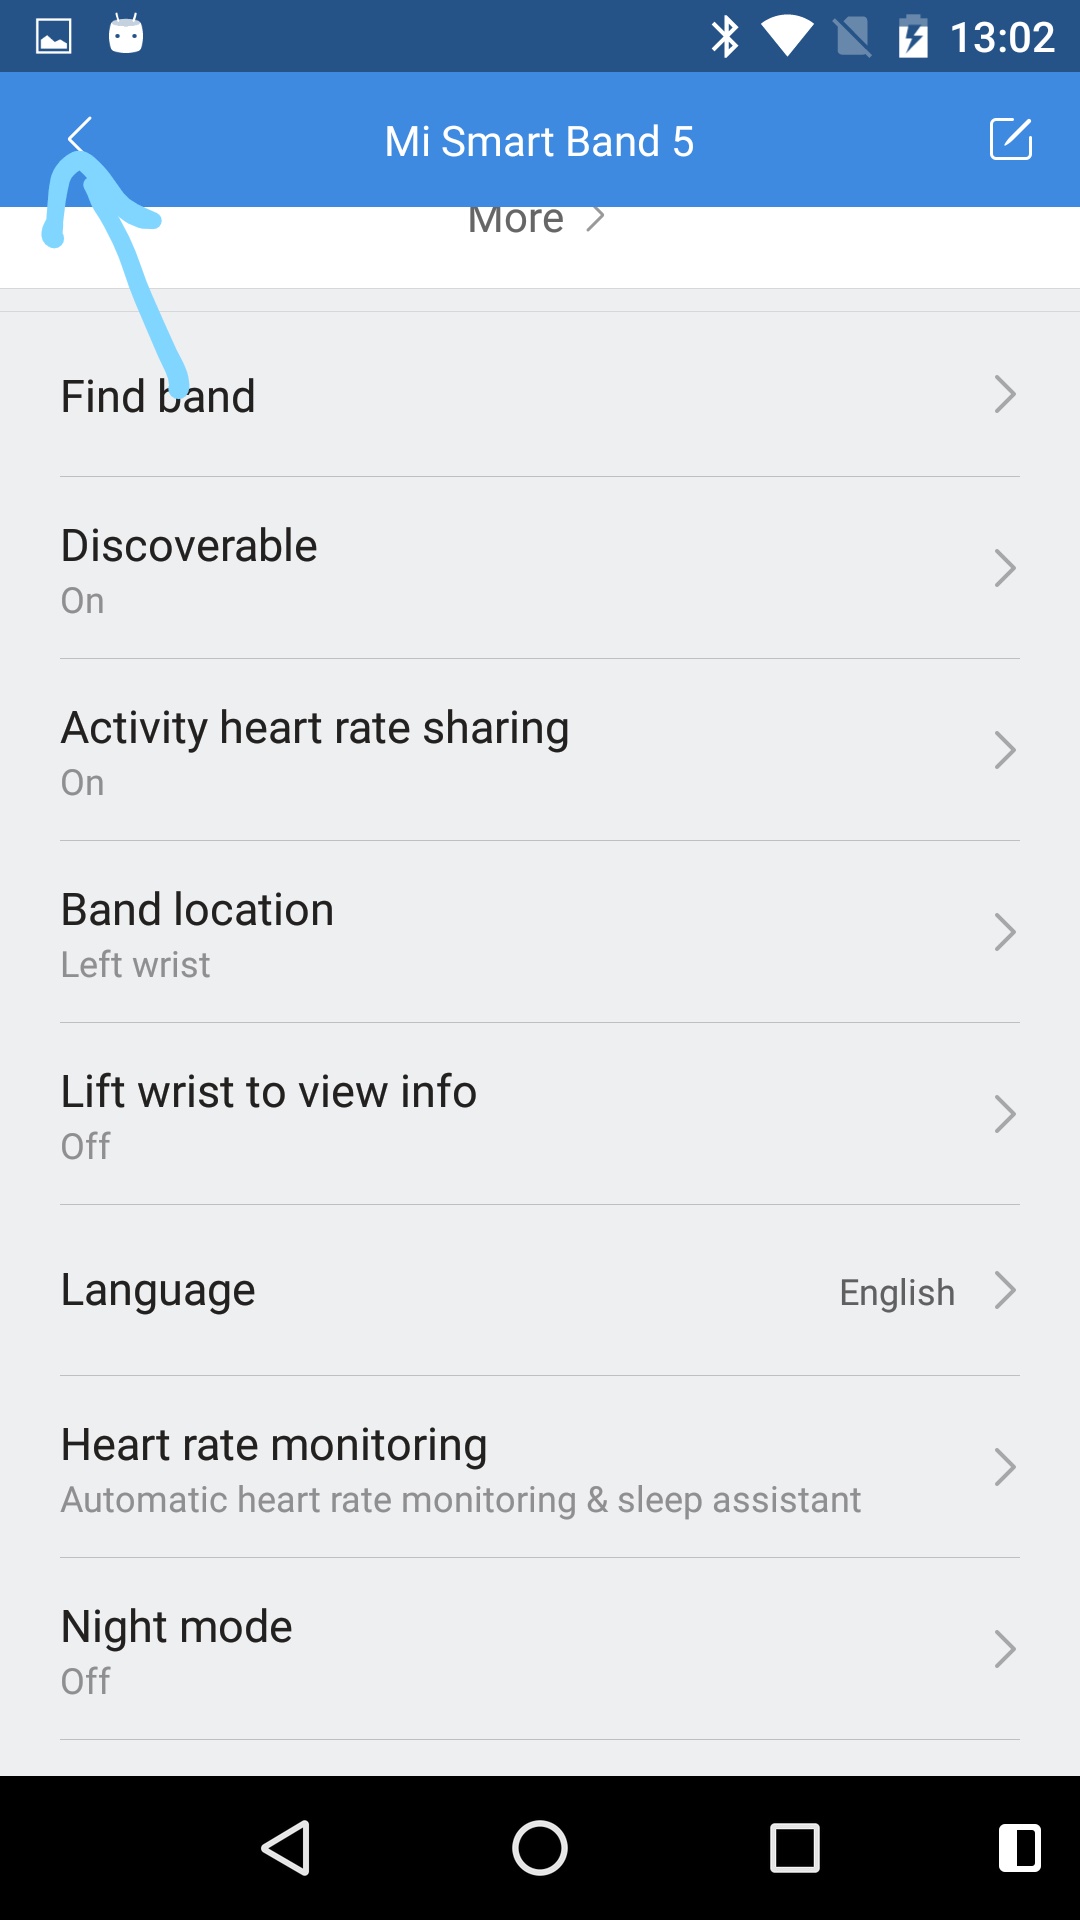 13:02
Mi Smart Band 5
More
Find band
Discoverable
On
Activity heart rate sharing
On
Band location
Left wrist
Lift wrist to view info
Off
Language English
Heart rate monitoring
Automatic heart rate monitoring & sleep assistant
Night mode
Off